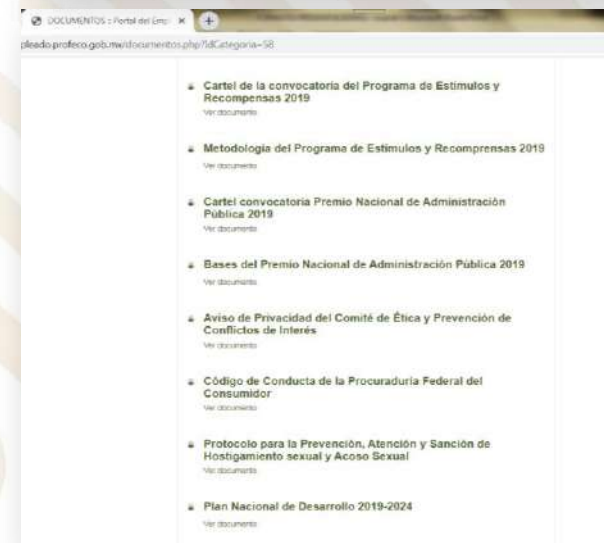 DOCUMENTOS : Portal del Emp
pleado.profeco.gob.mx/documentos.php?idCategoria=58
Cartel de la convocatoria del Programa de Estímulos y
Recompensas 2019
Ver documento
Metodología del Programa de Estímulos y Recomprensas 2019
Ver documento
Cartel convocatoria Premio Nacional de Administración
Pública 2019
Ver documento
Bases del Premio Nacional de Administración Pública 2019
Ver documento
Aviso de Privacidad del Comité de Ética y Prevención de
Conflictos de Interés
Ver documento
Código de Conducta de la Procuraduría Federal del
Consumidor
Ver documento
Protocolo para la Prevención, Atención y Sanción de
Hostigamiento sexual y Acoso Sexual
Ver documento
Plan Nacional de Desarrollo 2019-2024
Ver documento